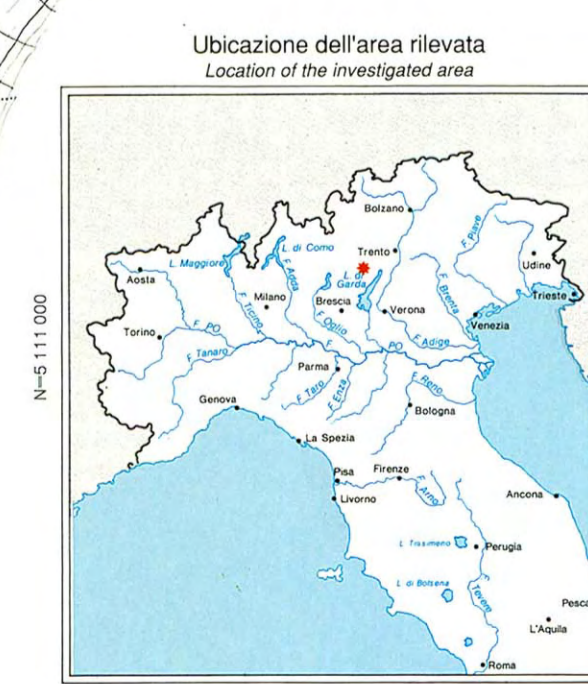 Ubicazione dell'area rilevata
Location of the investigated area
N=5 111 000
Bolzano
F. Piave
L. di Como
Trento
L. Maggiore
Udine
Aosta
F. Adda
L. di Garda
F. Brenta
Trieste
Milano
Brescia
Verona
F. Ticino
F. Oglio
Venezia
Torino
F. PO
F. PO
F. Adige
F. Tanaro
Parma
F. Taro
F. Enza
F. Reno
Genova
Bologna
La Spezia
Pisa
Firenze
F. Arno
Livorno
Ancona
L. Trasimeno
Perugia
L. di Bolsena
F. Tevere
Pesca
L'Aquila
Roma